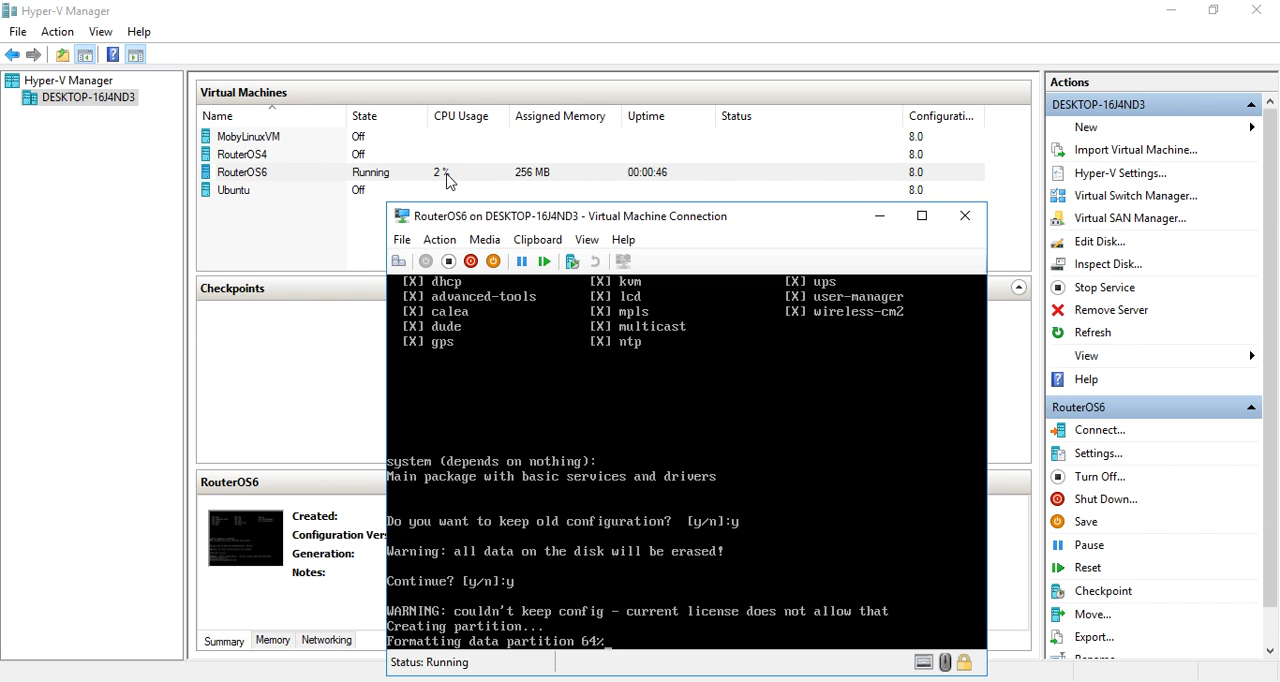 Hyper-V Manager
File Action View Help
Hyper-V Manager
DESKTOP-16J4ND3
Virtual Machines
Name State CPU Usage Assigned Memory Uptime Status Configurati...
MobyLinuxVM Off 8.0
RouterOS4 Off 8.0
RouterOS6 Running 2 % 256 MB 00:00:46 8.0
Ubuntu Off 8.0
Checkpoints
RouterOS6
Created:
Configuration Ver
Generation:
Notes:
Summary Memory Networking
RouterOS6 on DESKTOP-16J4ND3 - Virtual Machine Connection
File Action Media Clipboard View Help
[X] dhcp [X] kvm [X] ups
[X] advanced-tools [X] lcd [X] user-manager
[X] calea [X] mpls [X] wireless-cm2
[X] dude [X] multicast
[X] gps [X] ntp
system (depends on nothing):
Main package with basic services and drivers
Do you want to keep old configuration? [y/n]:y
Warning: all data on the disk will be erased!
Continue? [y/n]:y
WARNING: couldn't keep config - current license does not allow that
Creating partition...
Formatting data partition 64%_
Status: Running
Actions
DESKTOP-16J4ND3
New
Import Virtual Machine...
Hyper-V Settings...
Virtual Switch Manager...
Virtual SAN Manager...
Edit Disk...
Inspect Disk...
Stop Service
Remove Server
Refresh
View
Help
RouterOS6
Connect...
Settings...
Turn Off...
Shut Down...
Save
Pause
Reset
Checkpoint
Move...
Export...